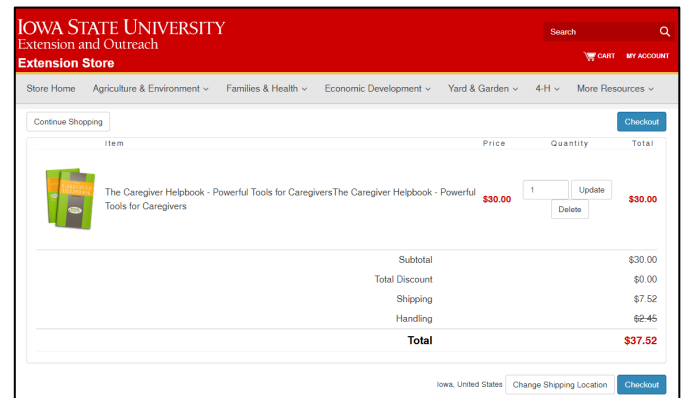 IOWA STATE UNIVERSITY
Extension and Outreach
Extension Store
Search
CART MY ACCOUNT
Store Home Agriculture & Environment Families & Health Economic Development Yard & Garden 4-H More Resources
Continue Shopping Checkout
Item Price Quantity Total
The Caregiver Helpbook - Powerful Tools for CaregiversThe Caregiver Helpbook - Powerful
Tools for Caregivers
$30.00
1 Update
Delete
$30.00
Subtotal $30.00
Total Discount $0.00
Shipping $7.52
Handling $2.45
Total $37.52
Iowa, United States Change Shipping Location Checkout